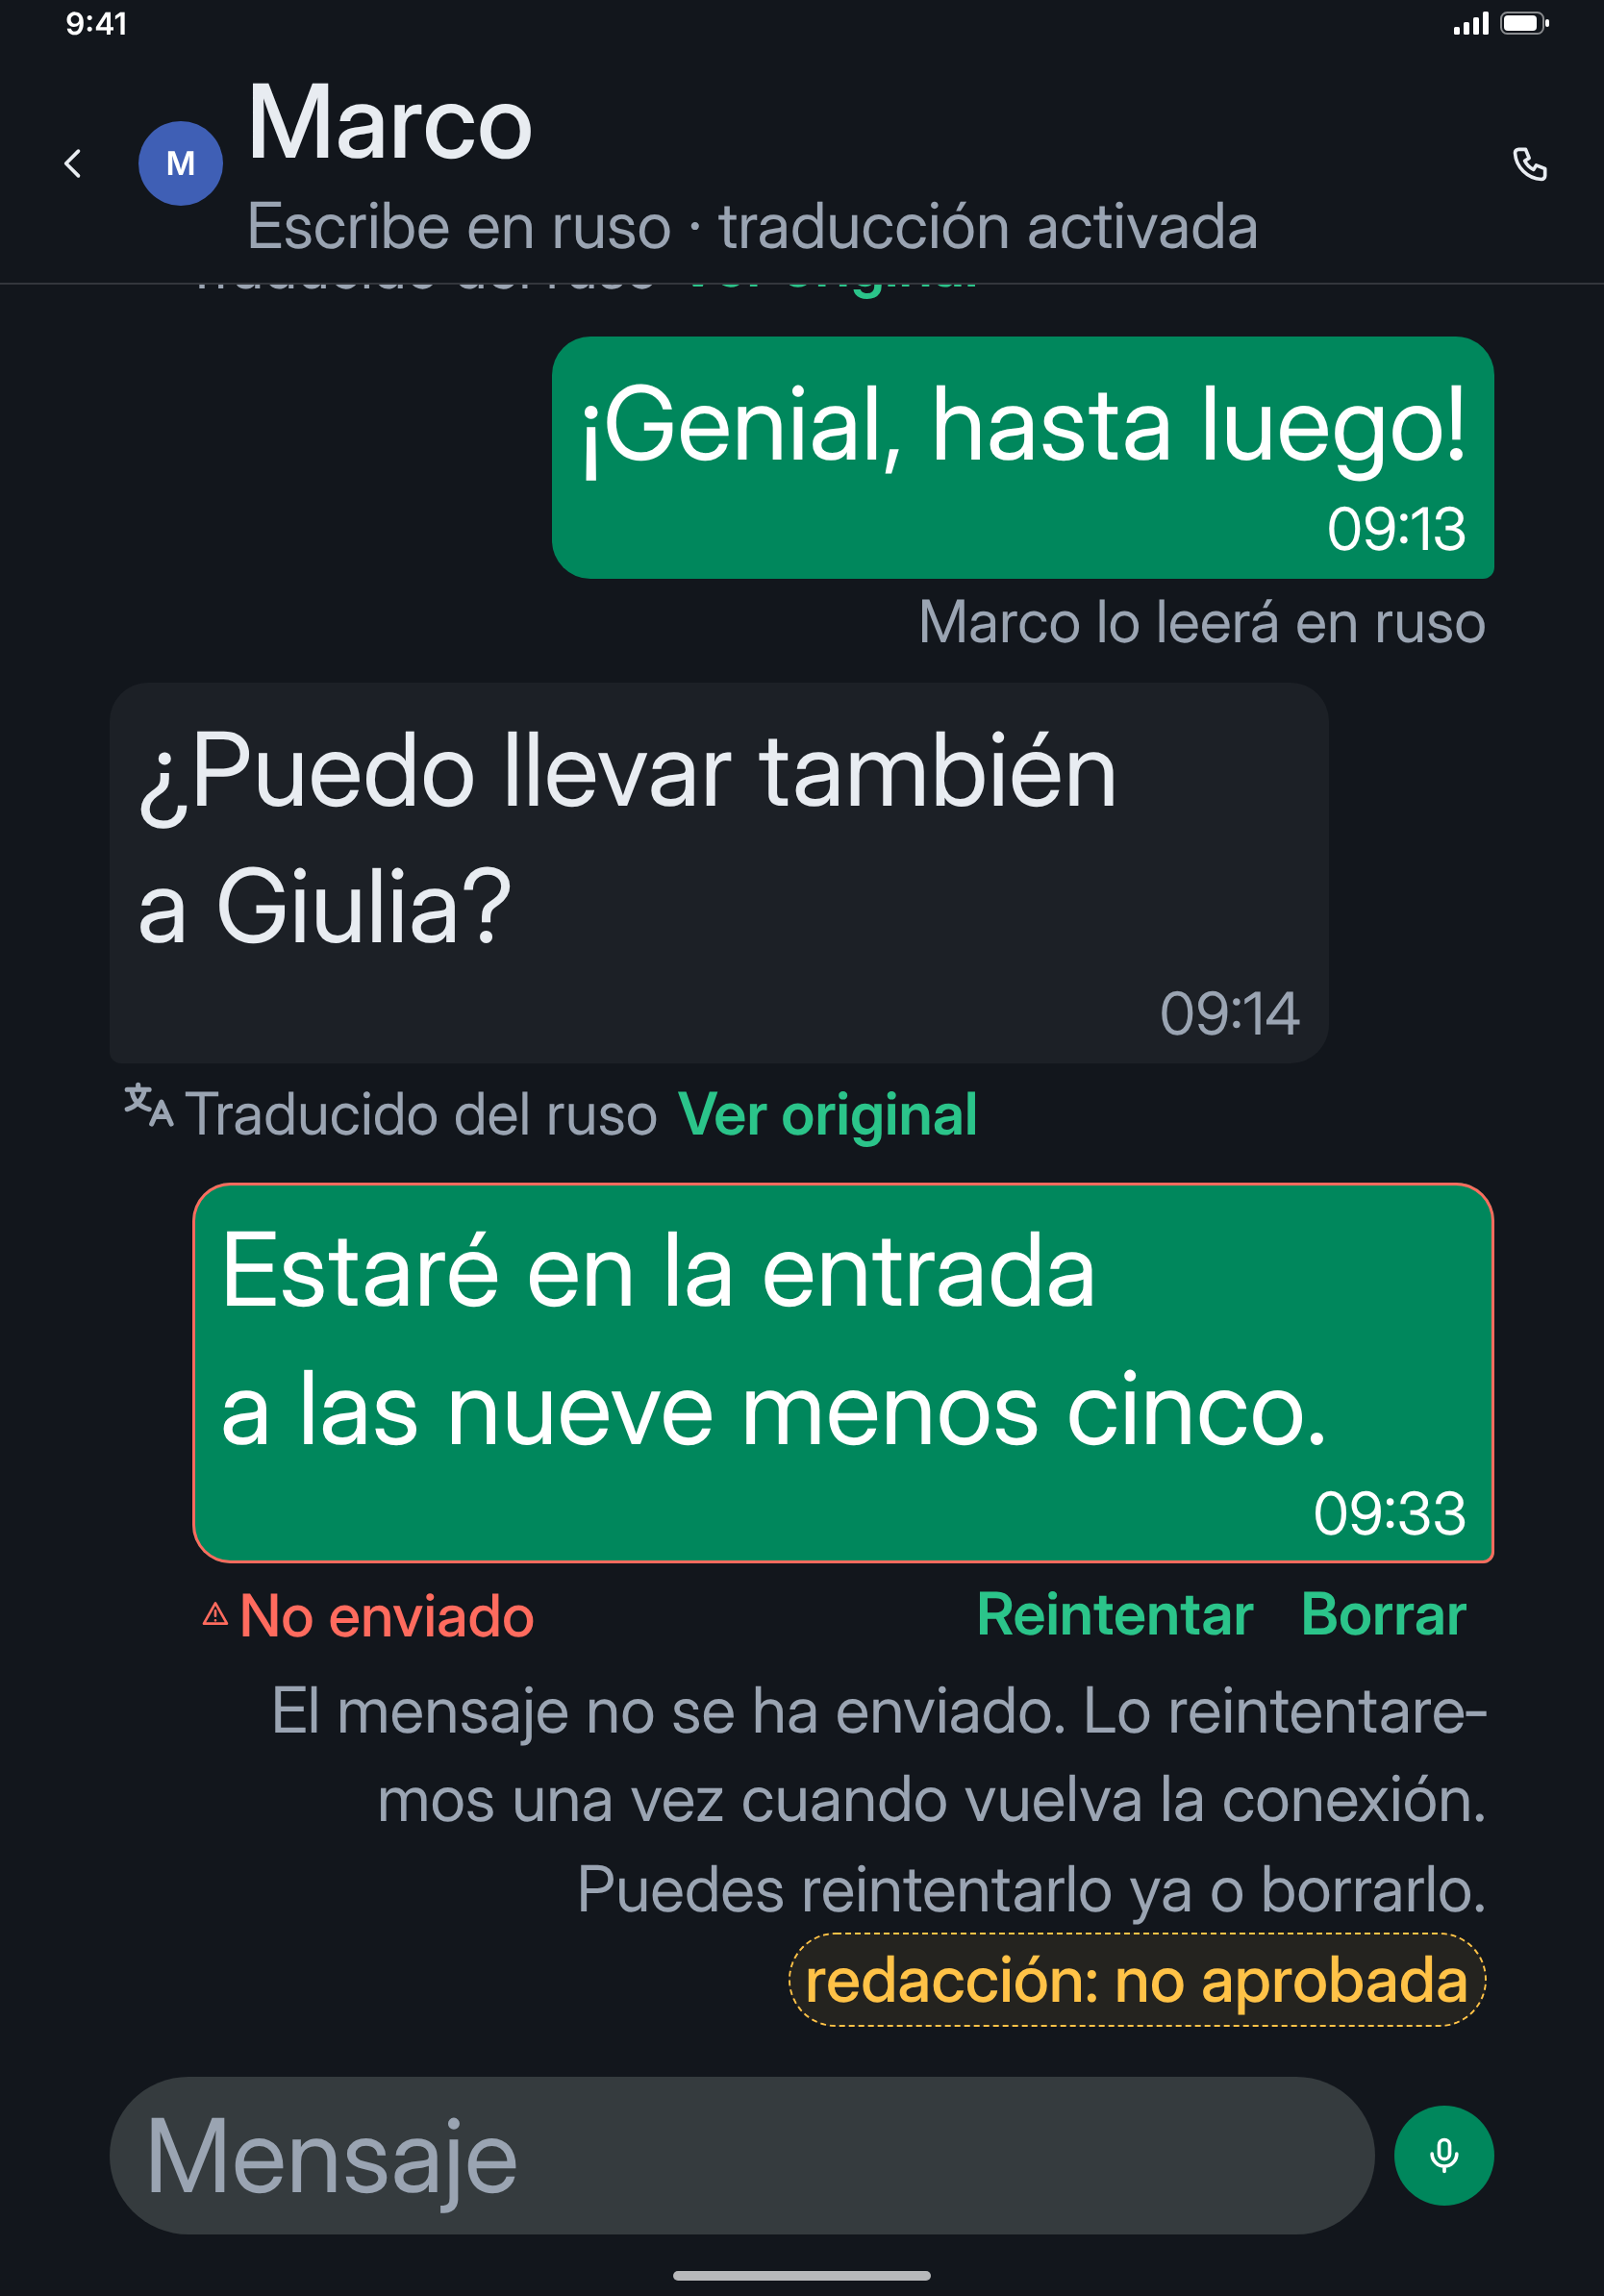 9:41
M
Marco
Escribe en ruso · traducción activada
¡Genial, hasta luego!
09:13
Marco lo leerá en ruso
¿Puedo llevar también
a Giulia?
09:14
Traducido del ruso Ver original
Estaré en la entrada
a las nueve menos cinco.
09:33
No enviado Reintentar Borrar
El mensaje no se ha enviado. Lo reintentare-
mos una vez cuando vuelva la conexión.
Puedes reintentarlo ya o borrarlo.
redacción: no aprobada
Mensaje